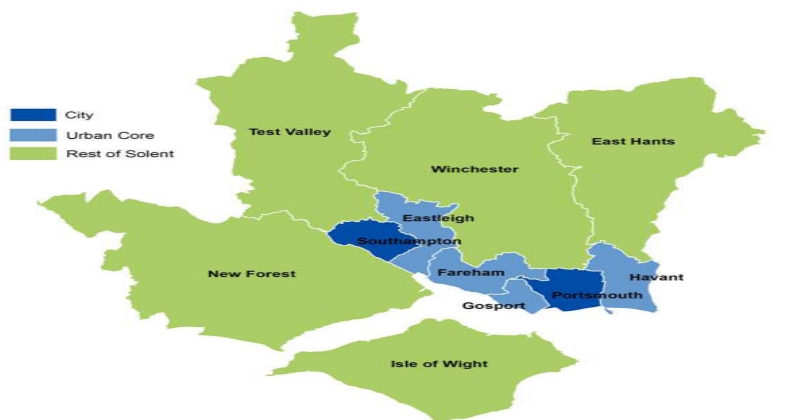 City
Urban Core
Rest of Solent
Test Valley
East Hants
Winchester
Eastleigh
Southampton
New Forest
Fareham
Havant
Portsmouth
Gosport
Isle of Wight